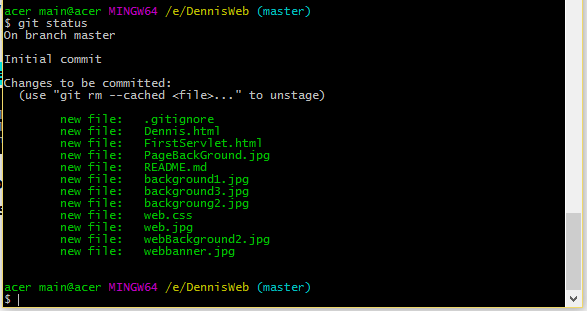 acer main@acer MINGW64 /e/DennisWeb (master)
$ git status
On branch master
Initial commit
Changes to be committed:
(use "git rm --cached <file>..." to unstage)
new file: .gitignore
new file: Dennis.html
new file: FirstServlet.html
new file: PageBackGround.jpg
new file: README.md
new file: background1.jpg
new file: background3.jpg
new file: backgroung2.jpg
new file: web.css
new file: web.jpg
new file: webBackground2.jpg
new file: webbanner.jpg
acer main@acer MINGW64 /e/DennisWeb (master)
$